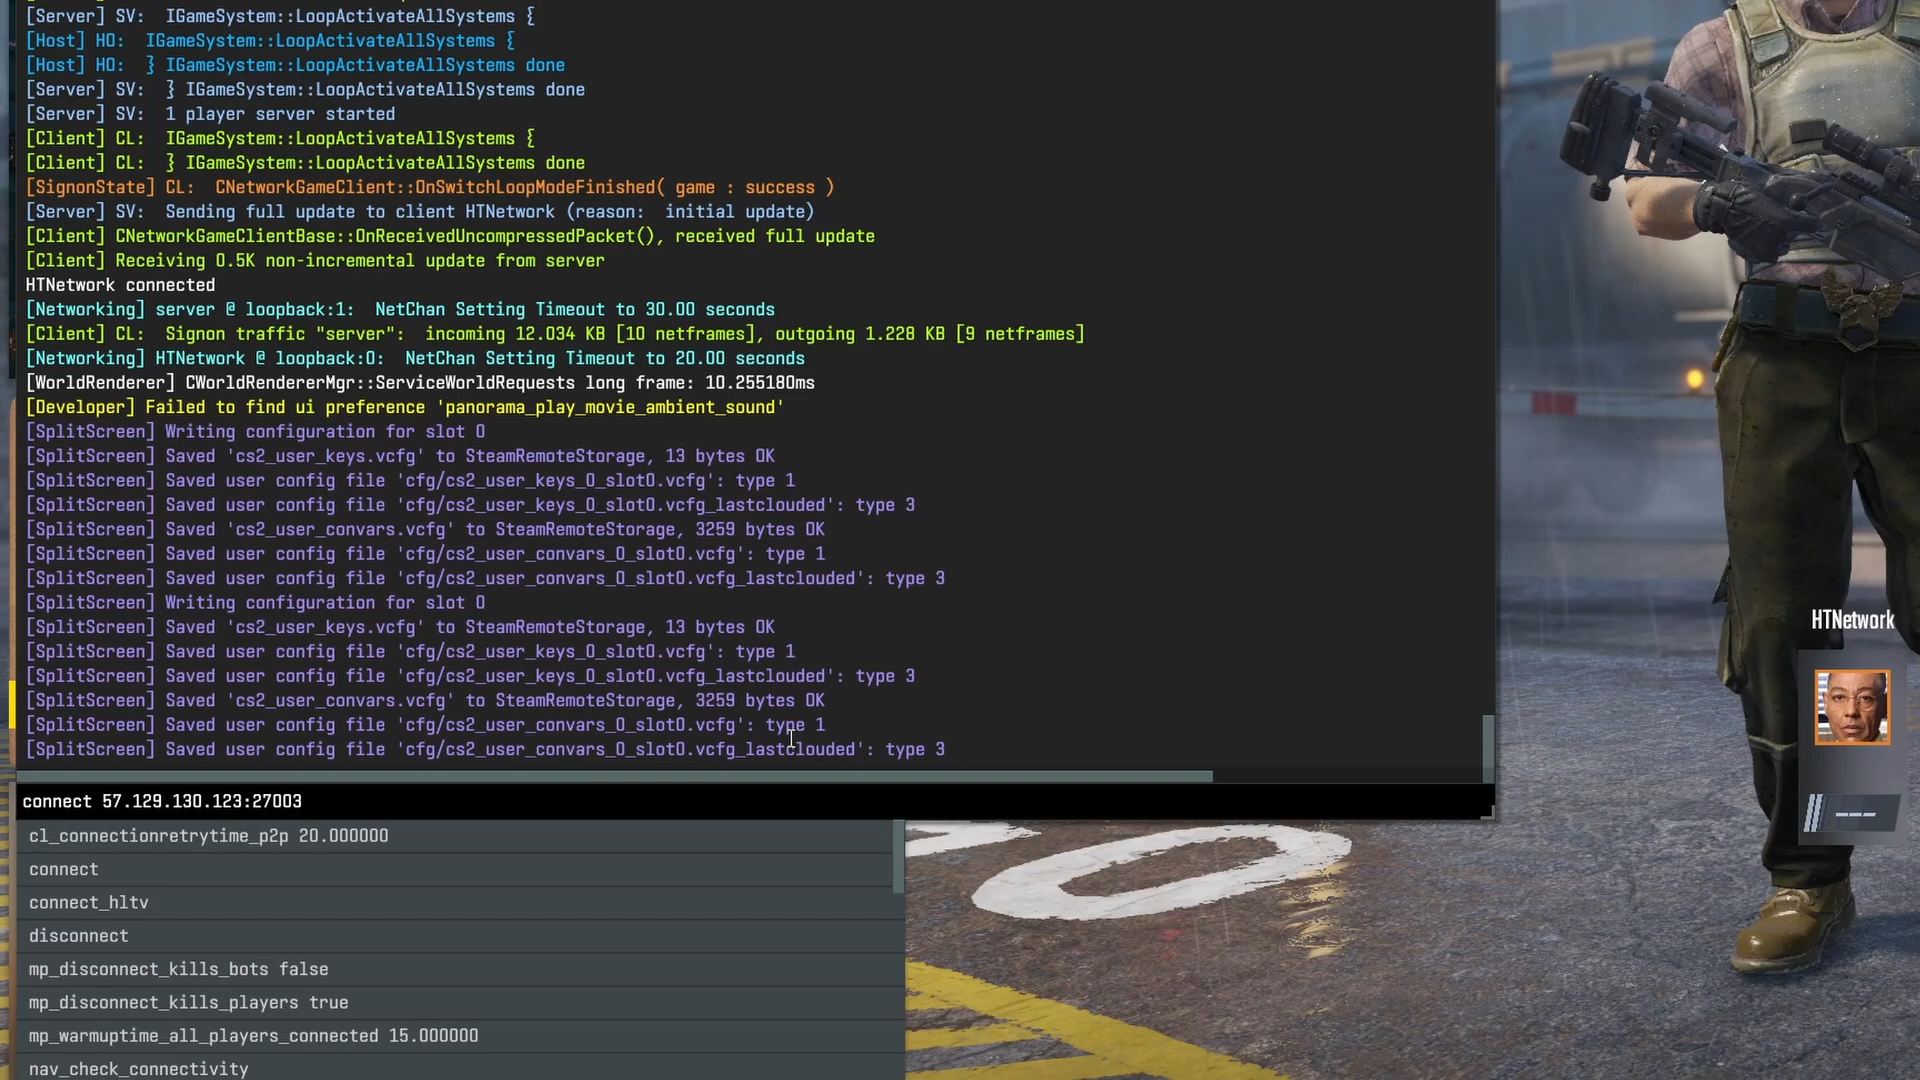 [Server] SV:  IGameSystem::LoopActivateAllSystems {
[Host] HO:  IGameSystem::LoopActivateAllSystems {
[Host] HO:  } IGameSystem::LoopActivateAllSystems done
[Server] SV:  } IGameSystem::LoopActivateAllSystems done
[Server] SV:  1 player server started
[Client] CL:  IGameSystem::LoopActivateAllSystems {
[Client] CL:  } IGameSystem::LoopActivateAllSystems done
[SignonState] CL:  CNetworkGameClient::OnSwitchLoopModeFinished( game : success )
[Server] SV:  Sending full update to client HTNetwork (reason:  initial update)
[Client] CNetworkGameClientBase::OnReceivedUncompressedPacket(), received full update
[Client] Receiving 0.5K non-incremental update from server
HTNetwork connected
[Networking] server @ loopback:1:  NetChan Setting Timeout to 30.00 seconds
[Client] CL:  Signon traffic "server":  incoming 12.034 KB [10 netframes], outgoing 1.228 KB [9 netframes]
[Networking] HTNetwork @ loopback:0:  NetChan Setting Timeout to 20.00 seconds
[WorldRenderer] CWorldRendererMgr::ServiceWorldRequests long frame: 10.255180ms
[Developer] Failed to find ui preference 'panorama_play_movie_ambient_sound'
[SplitScreen] Writing configuration for slot 0
[SplitScreen] Saved 'cs2_user_keys.vcfg' to SteamRemoteStorage, 13 bytes OK
[SplitScreen] Saved user config file 'cfg/cs2_user_keys_0_slot0.vcfg': type 1
[SplitScreen] Saved user config file 'cfg/cs2_user_keys_0_slot0.vcfg_lastclouded': type 3
[SplitScreen] Saved 'cs2_user_convars.vcfg' to SteamRemoteStorage, 3259 bytes OK
[SplitScreen] Saved user config file 'cfg/cs2_user_convars_0_slot0.vcfg': type 1
[SplitScreen] Saved user config file 'cfg/cs2_user_convars_0_slot0.vcfg_lastclouded': type 3
[SplitScreen] Writing configuration for slot 0
[SplitScreen] Saved 'cs2_user_keys.vcfg' to SteamRemoteStorage, 13 bytes OK
[SplitScreen] Saved user config file 'cfg/cs2_user_keys_0_slot0.vcfg': type 1
[SplitScreen] Saved user config file 'cfg/cs2_user_keys_0_slot0.vcfg_lastclouded': type 3
[SplitScreen] Saved 'cs2_user_convars.vcfg' to SteamRemoteStorage, 3259 bytes OK
[SplitScreen] Saved user config file 'cfg/cs2_user_convars_0_slot0.vcfg': type 1
[SplitScreen] Saved user config file 'cfg/cs2_user_convars_0_slot0.vcfg_lastclouded': type 3
connect 57.129.130.123:27003
cl_connectionretrytime_p2p 20.000000
connect
connect_hltv
disconnect
mp_disconnect_kills_bots false
mp_disconnect_kills_players true
mp_warmuptime_all_players_connected 15.000000
nav_check_connectivity
HTNetwork
---